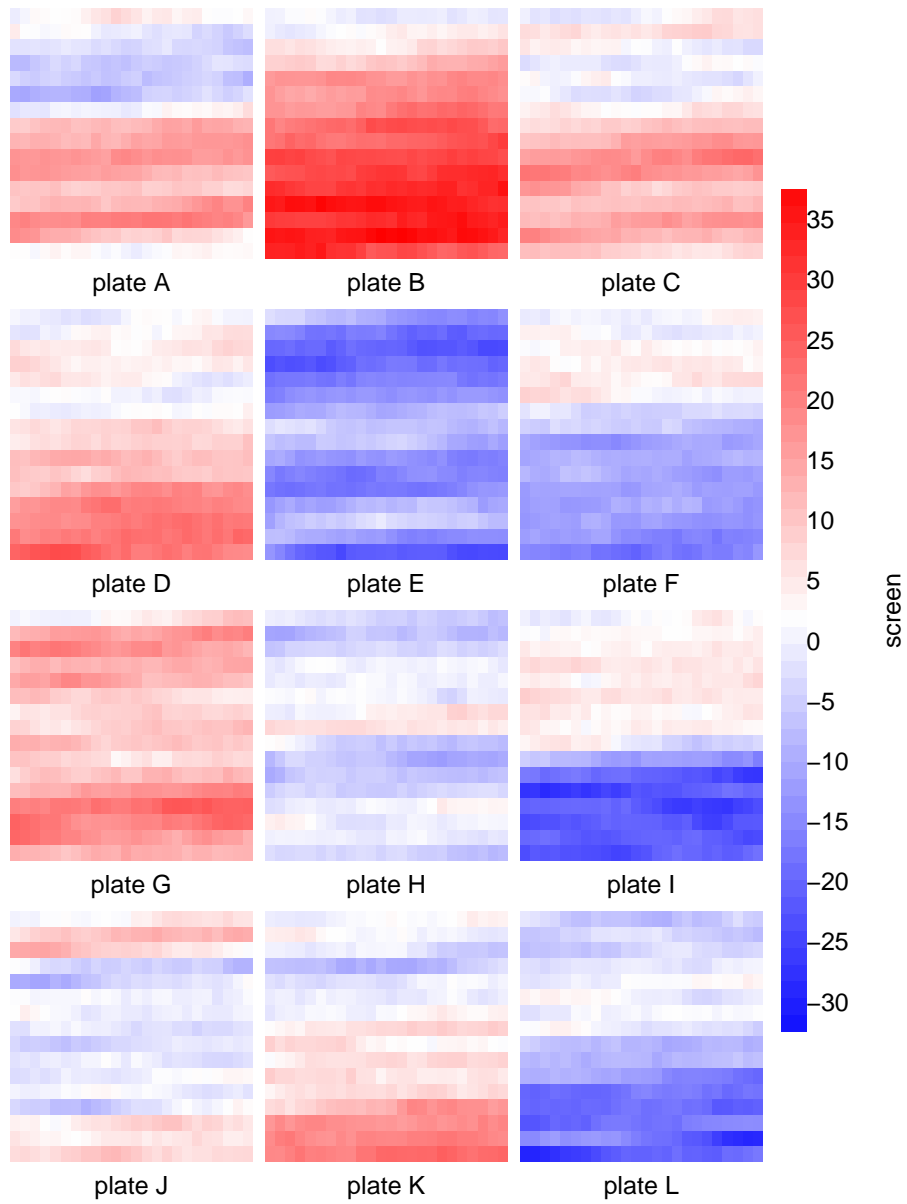 plate A
plate B
plate C
plate D
plate E
plate F
plate G
plate H
plate I
plate J
plate K
plate L
35
30
25
20
15
10
5
0
−5
−10
−15
−20
−25
−30
screen